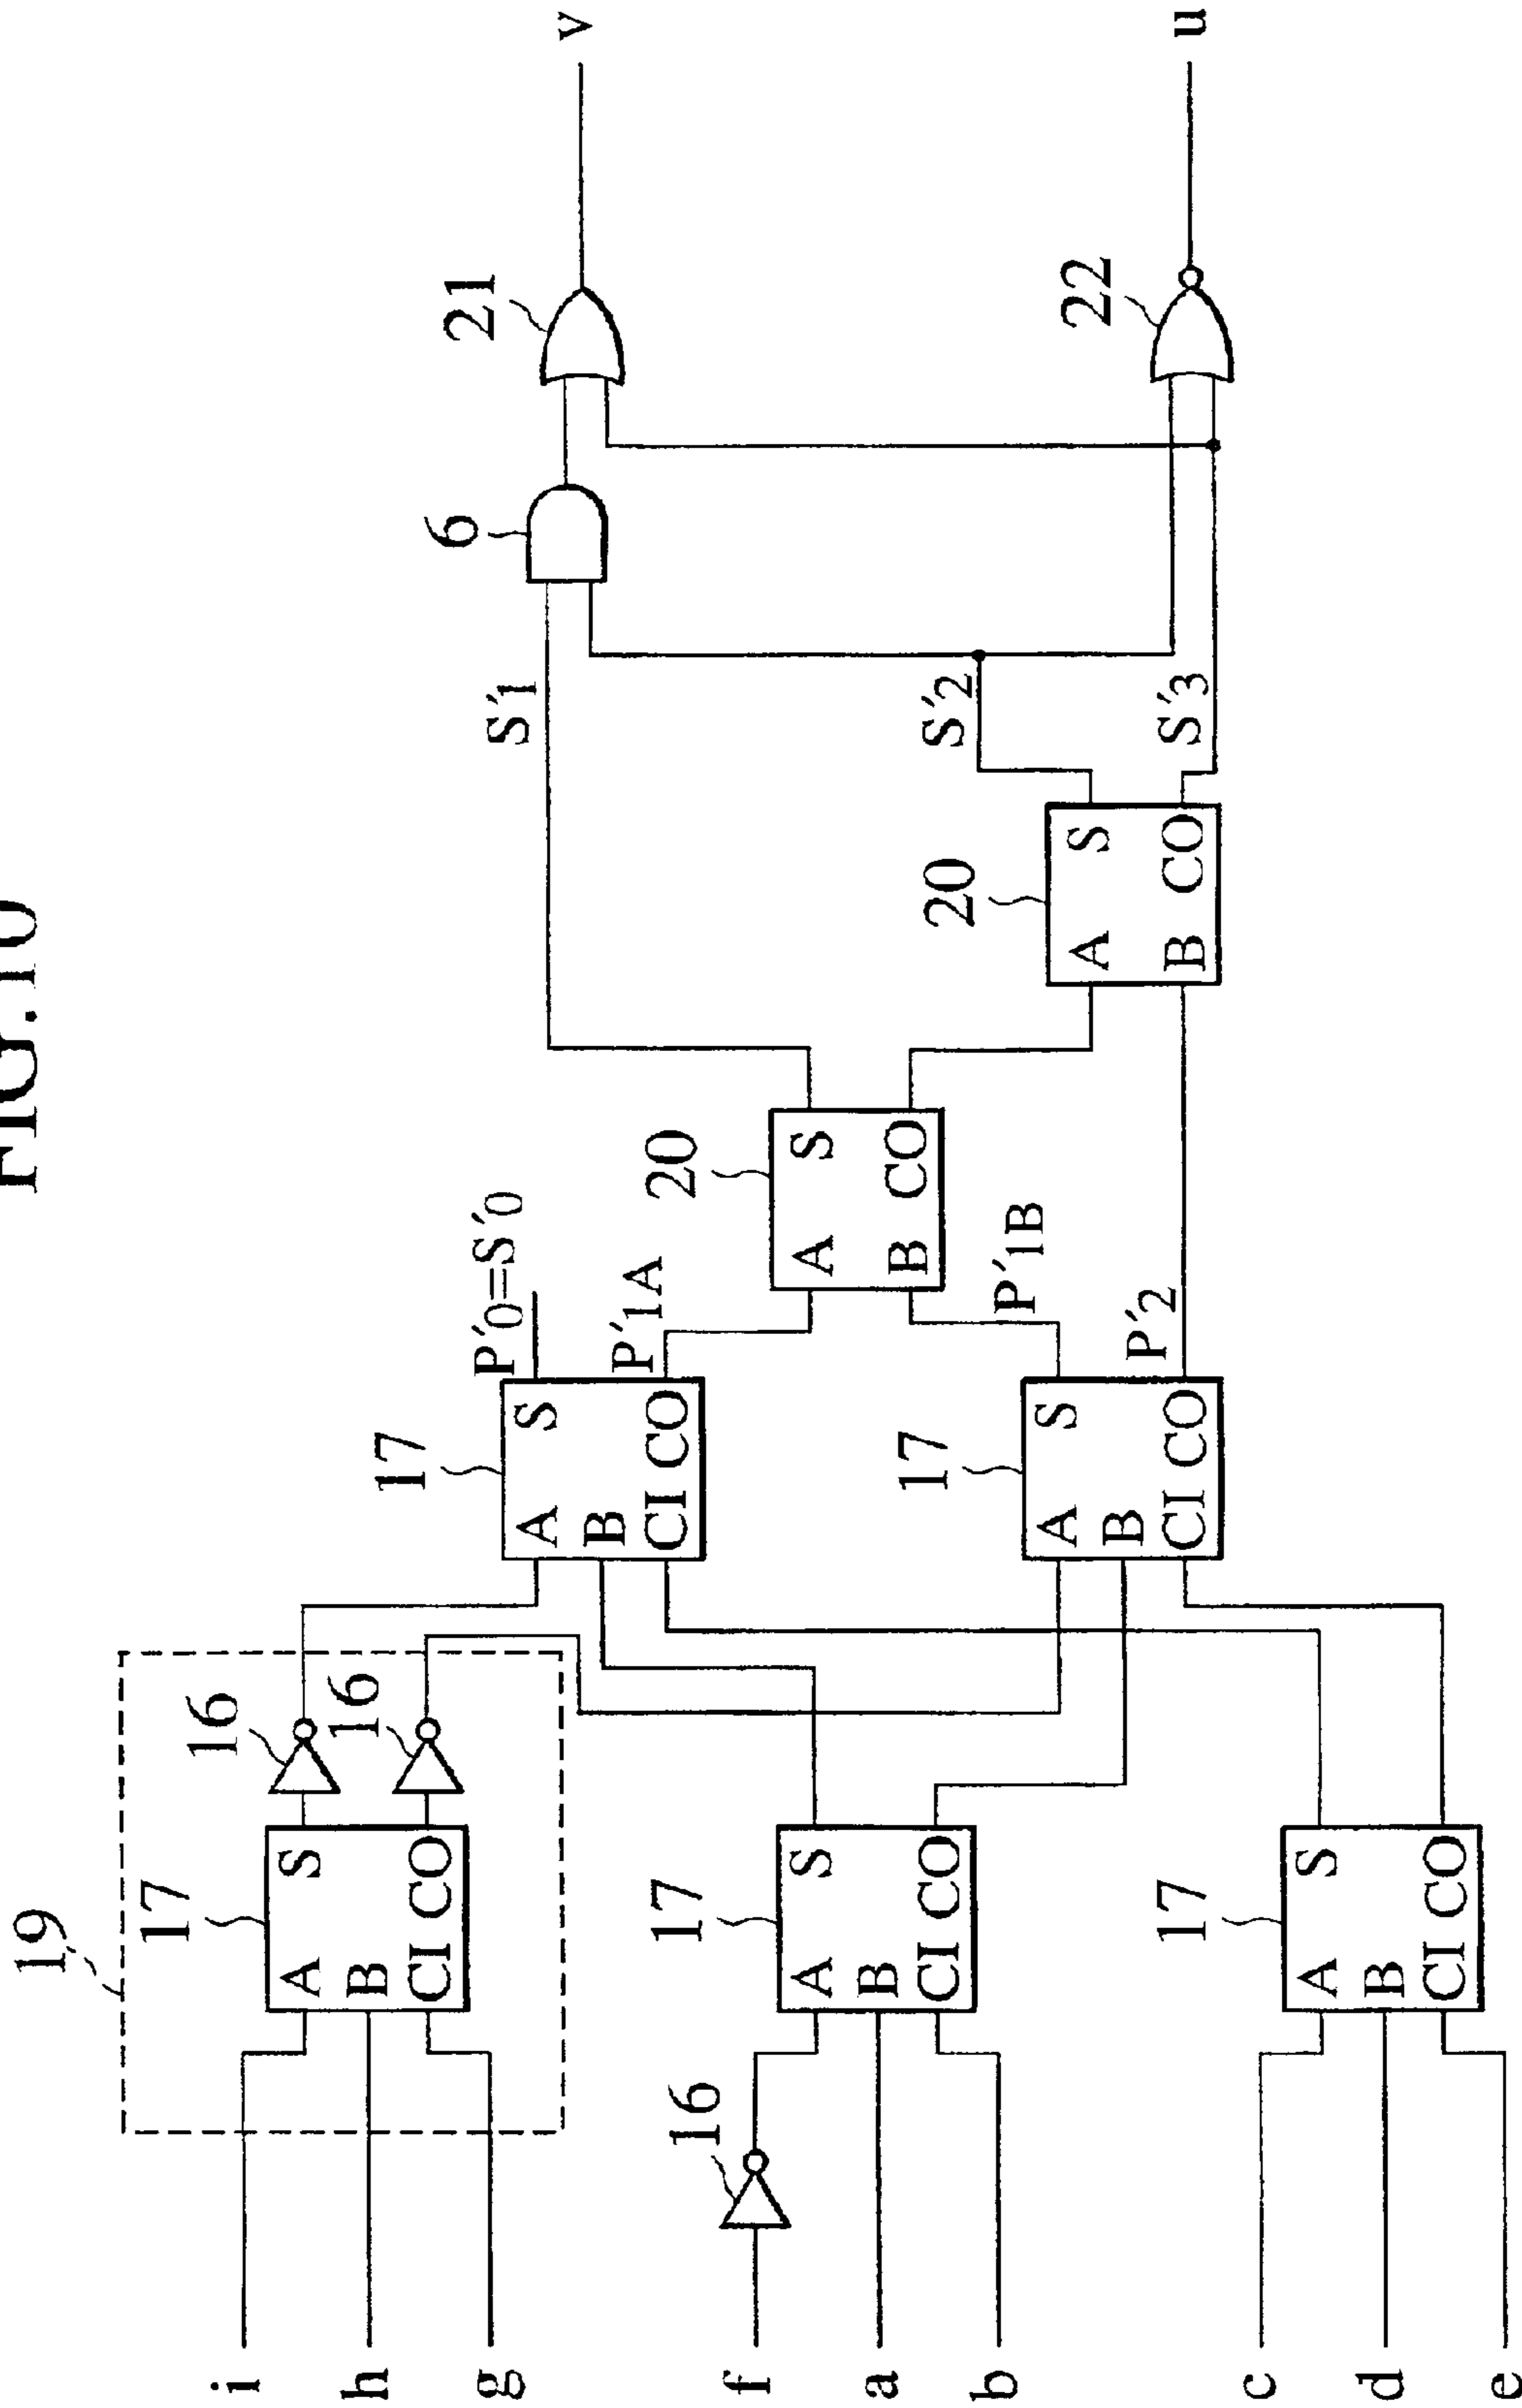 FIG.10
19
i
h
g
17
A
B
CI
S
CO
16
16
f
a
b
16
17
A
B
CI
S
CO
c
d
e
17
A
B
CI
S
CO
17
A
B
CI
S
CO
P'0=S'0
P'1A
17
A
B
CI
S
CO
P'1B
P'2
20
A
B
S
CO
20
A
B
S
CO
S'1
S'2
S'3
6
21
22
v
u